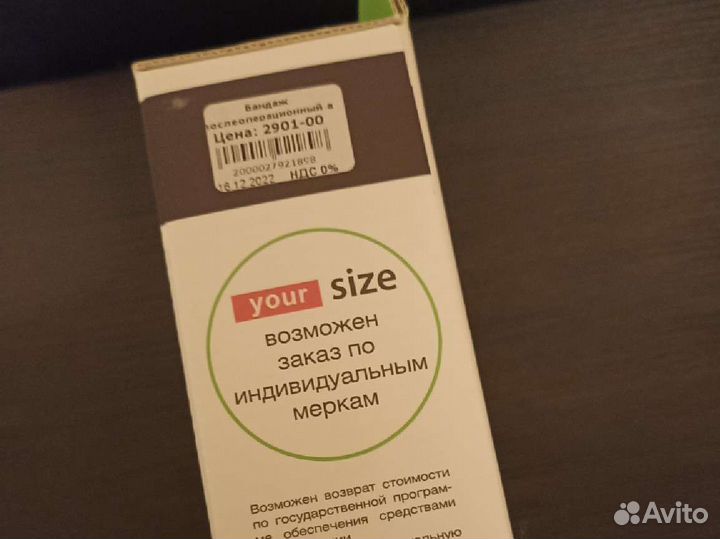 Бандаж
послеоперационный а
Цена: 2901-00
2000027921898
16.12.2022 НДС 0%
your size
возможен
заказ по
индивидуальным
меркам
Возможен возврат стоимости
по государственной програм-
ме обеспечения средствами
Avito